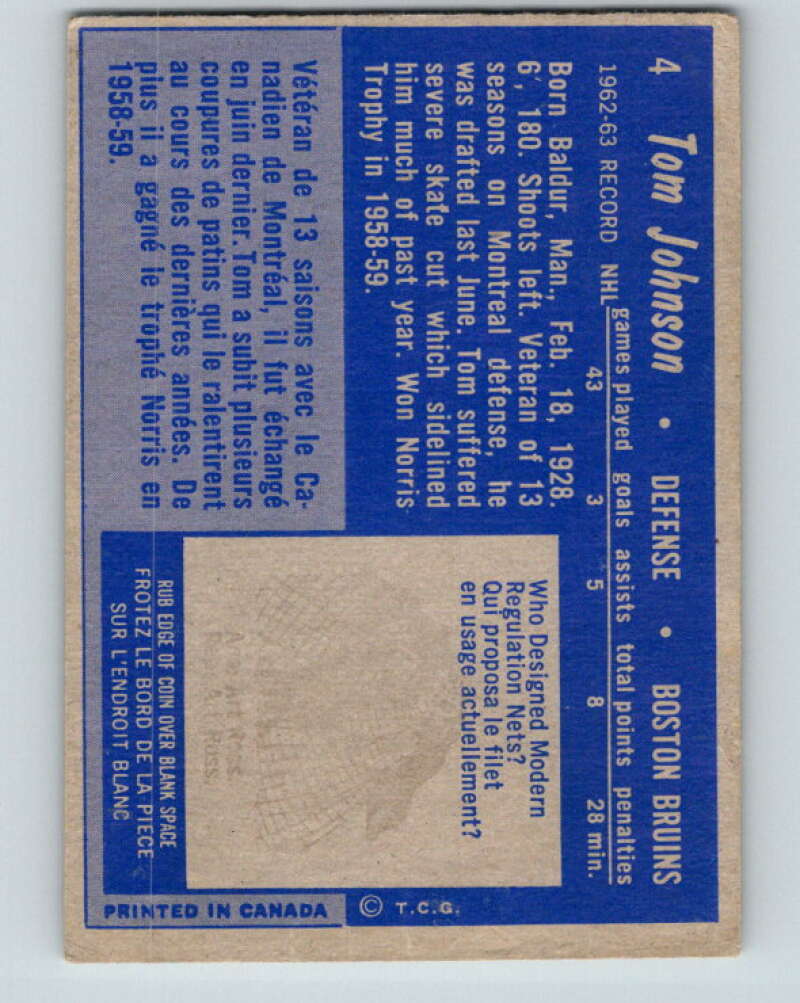 4 Tom Johnson • DEFENSE • BOSTON BRUINS
games played goals assists total points penalties
1962-63 RECORD NHL 43 3 5 8 28 min.
Born Baldur, Man., Feb. 18, 1928.
6', 180. Shoots left. Veteran of 13
seasons on Montreal defense, he
was drafted last June. Tom suffered
severe skate cut which sidelined
him much of past year. Won Norris
Trophy in 1958-59.
Vétéran de 13 saisons avec le Ca-
nadien de Montréal, il fut échangé
en juin dernier. Tom a subit plusieurs
coupures de patins qui le ralentirent
au cours des dernières années. De
plus il a gagné le trophé Norris en
1958-59.
Who Designed Modern
Regulation Nets?
Qui proposa le filet
en usage actuellement?
RUB EDGE OF COIN OVER BLANK SPACE
FROTEZ LE BORD DE LA PIECE
SUR L'ENDROIT BLANC
PRINTED IN CANADA © T.C.G.